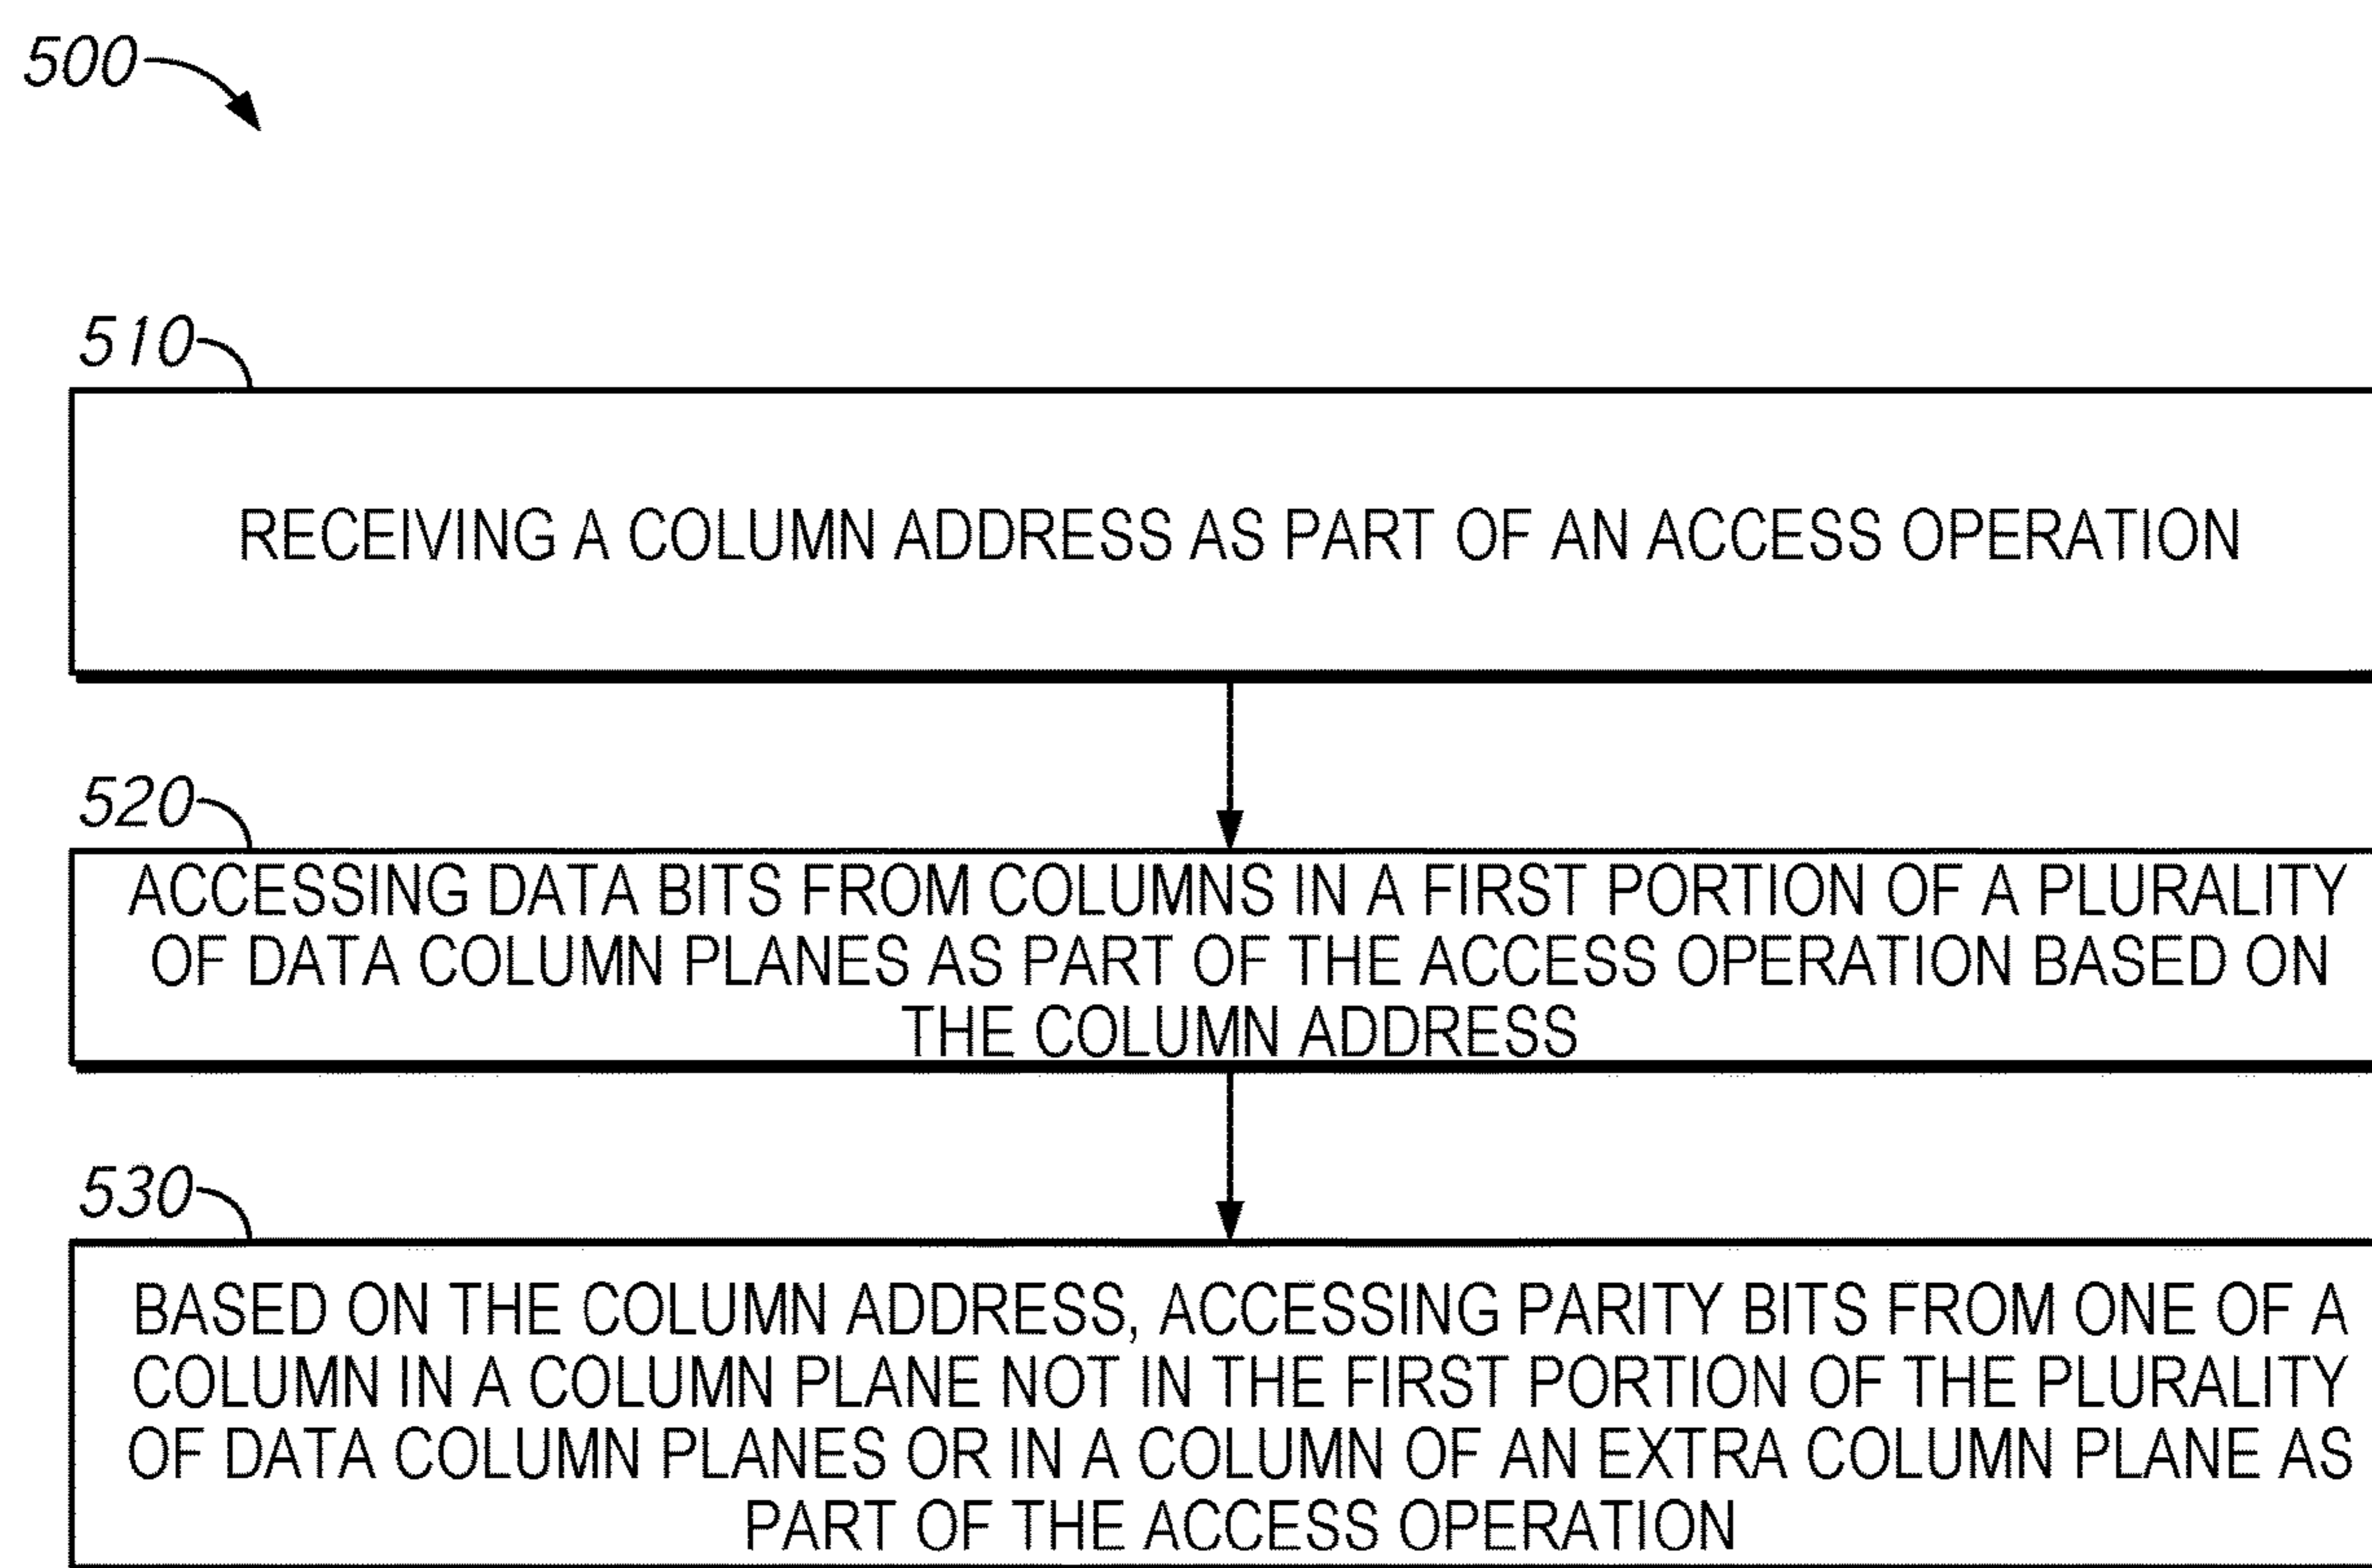 500
510
RECEIVING A COLUMN ADDRESS AS PART OF AN ACCESS OPERATION
520
ACCESSING DATA BITS FROM COLUMNS IN A FIRST PORTION OF A PLURALITY
OF DATA COLUMN PLANES AS PART OF THE ACCESS OPERATION BASED ON
THE COLUMN ADDRESS
530
BASED ON THE COLUMN ADDRESS, ACCESSING PARITY BITS FROM ONE OF A
COLUMN IN A COLUMN PLANE NOT IN THE FIRST PORTION OF THE PLURALITY
OF DATA COLUMN PLANES OR IN A COLUMN OF AN EXTRA COLUMN PLANE AS
PART OF THE ACCESS OPERATION